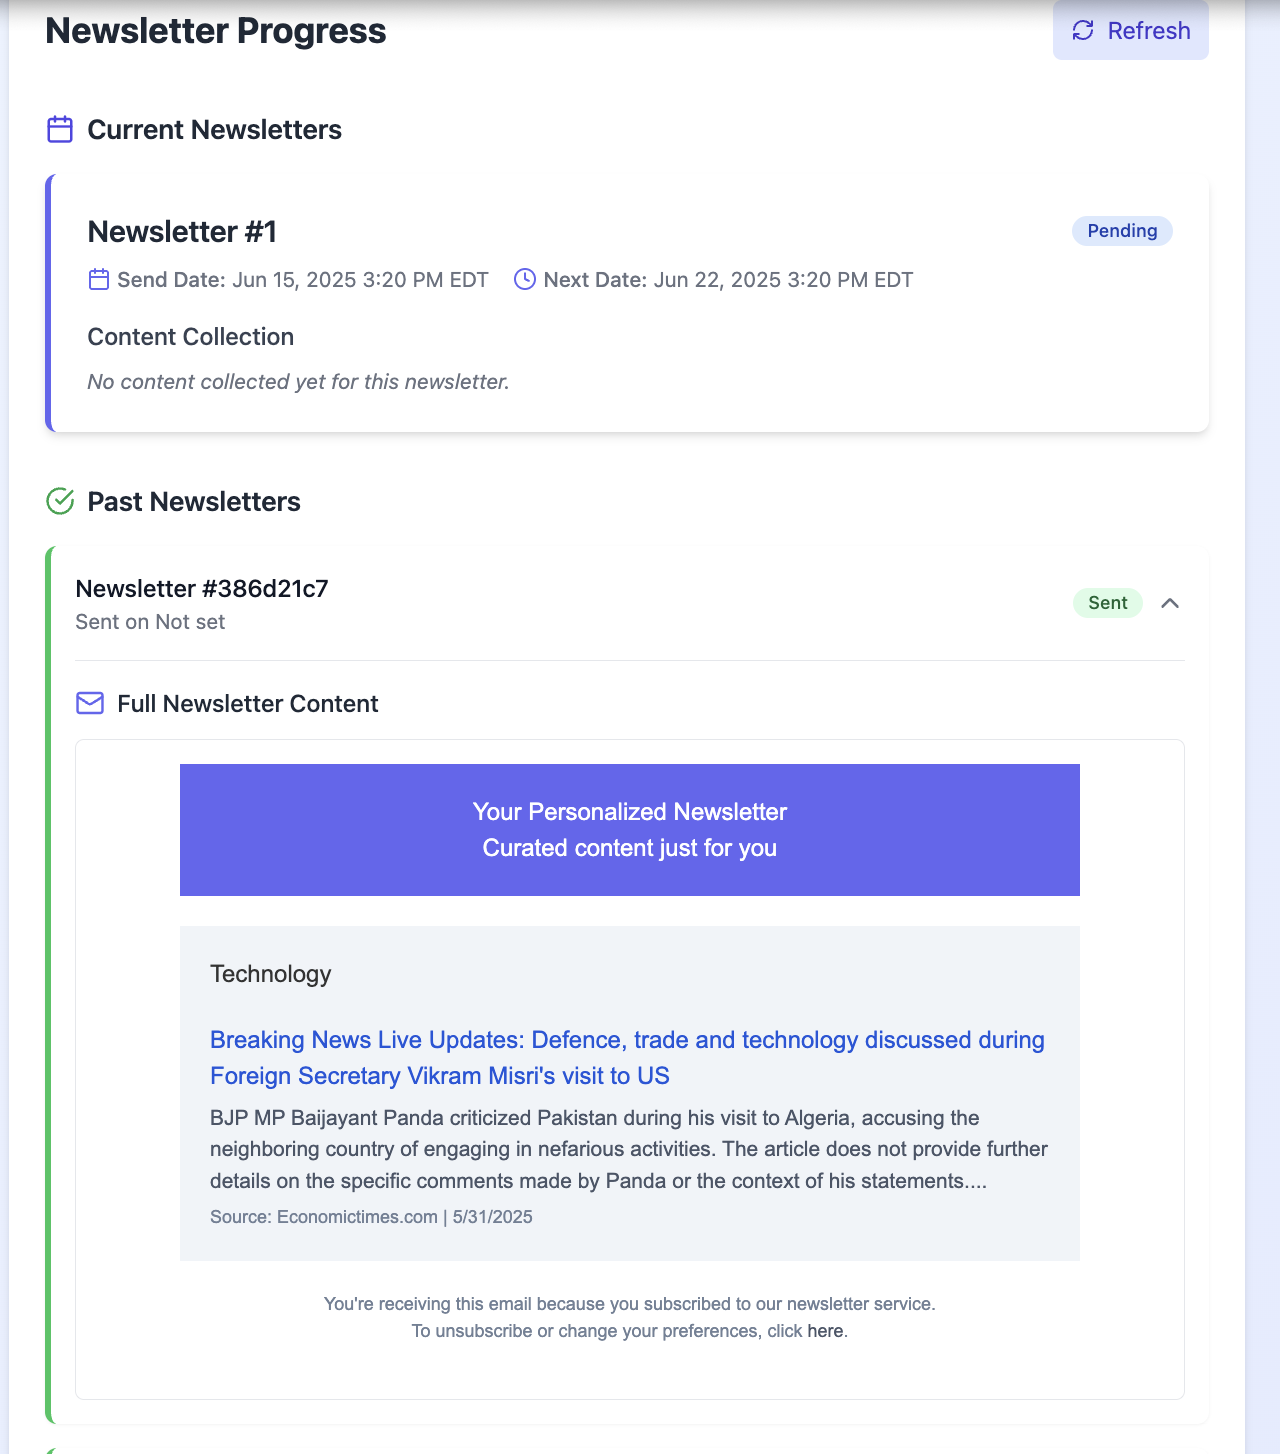 Newsletter Progress
Refresh
Current Newsletters
Newsletter #1
Pending
Send Date: Jun 15, 2025 3:20 PM EDT
Next Date: Jun 22, 2025 3:20 PM EDT
Content Collection
No content collected yet for this newsletter.
Past Newsletters
Newsletter #386d21c7
Sent on Not set
Sent
Full Newsletter Content
Your Personalized Newsletter
Curated content just for you
Technology
Breaking News Live Updates: Defence, trade and technology discussed during
Foreign Secretary Vikram Misri's visit to US
BJP MP Baijayant Panda criticized Pakistan during his visit to Algeria, accusing the
neighboring country of engaging in nefarious activities. The article does not provide further
details on the specific comments made by Panda or the context of his statements....
Source: Economictimes.com | 5/31/2025
You're receiving this email because you subscribed to our newsletter service.
To unsubscribe or change your preferences, click here.